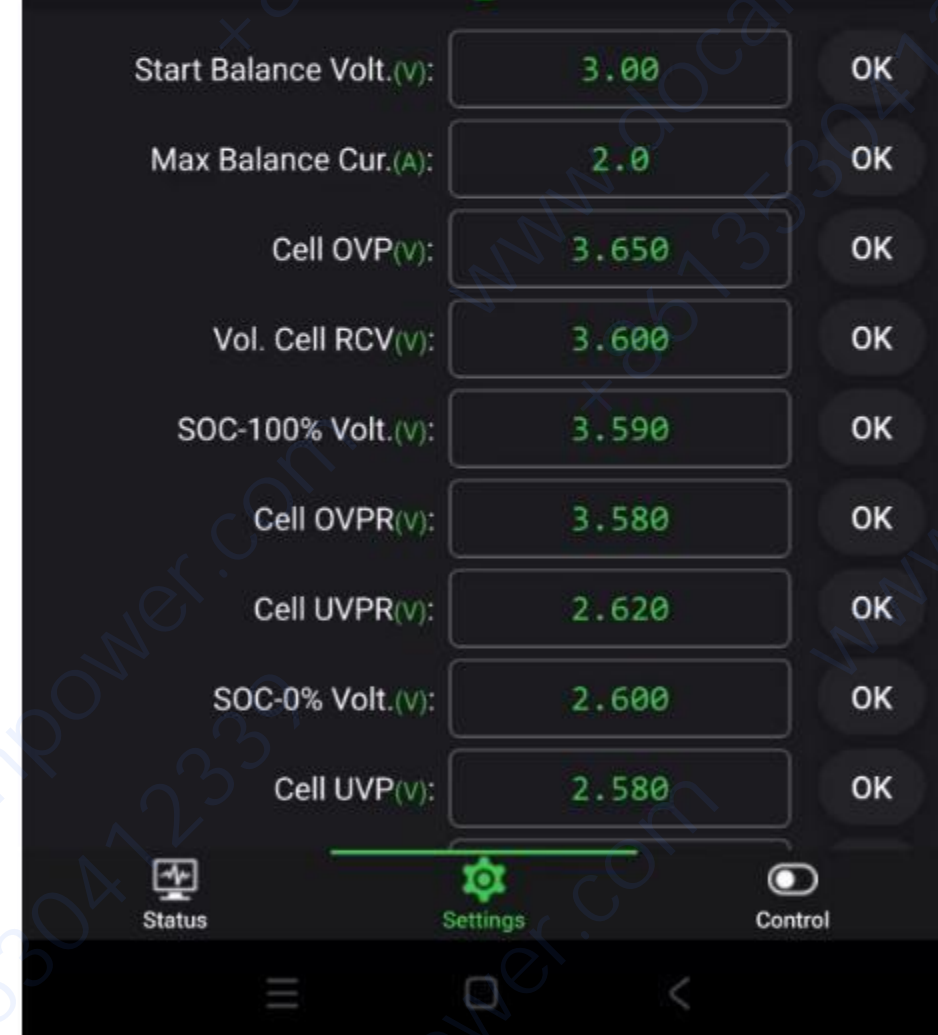 Start Balance Volt.(V): 3.00 OK
Max Balance Cur.(A): 2.0 OK
Cell OVP(V): 3.650 OK
Vol. Cell RCV(V): 3.600 OK
SOC-100% Volt.(V): 3.590 OK
Cell OVPR(V): 3.580 OK
Cell UVPR(V): 2.620 OK
SOC-0% Volt.(V): 2.600 OK
Cell UVP(V): 2.580 OK
Status Settings Control